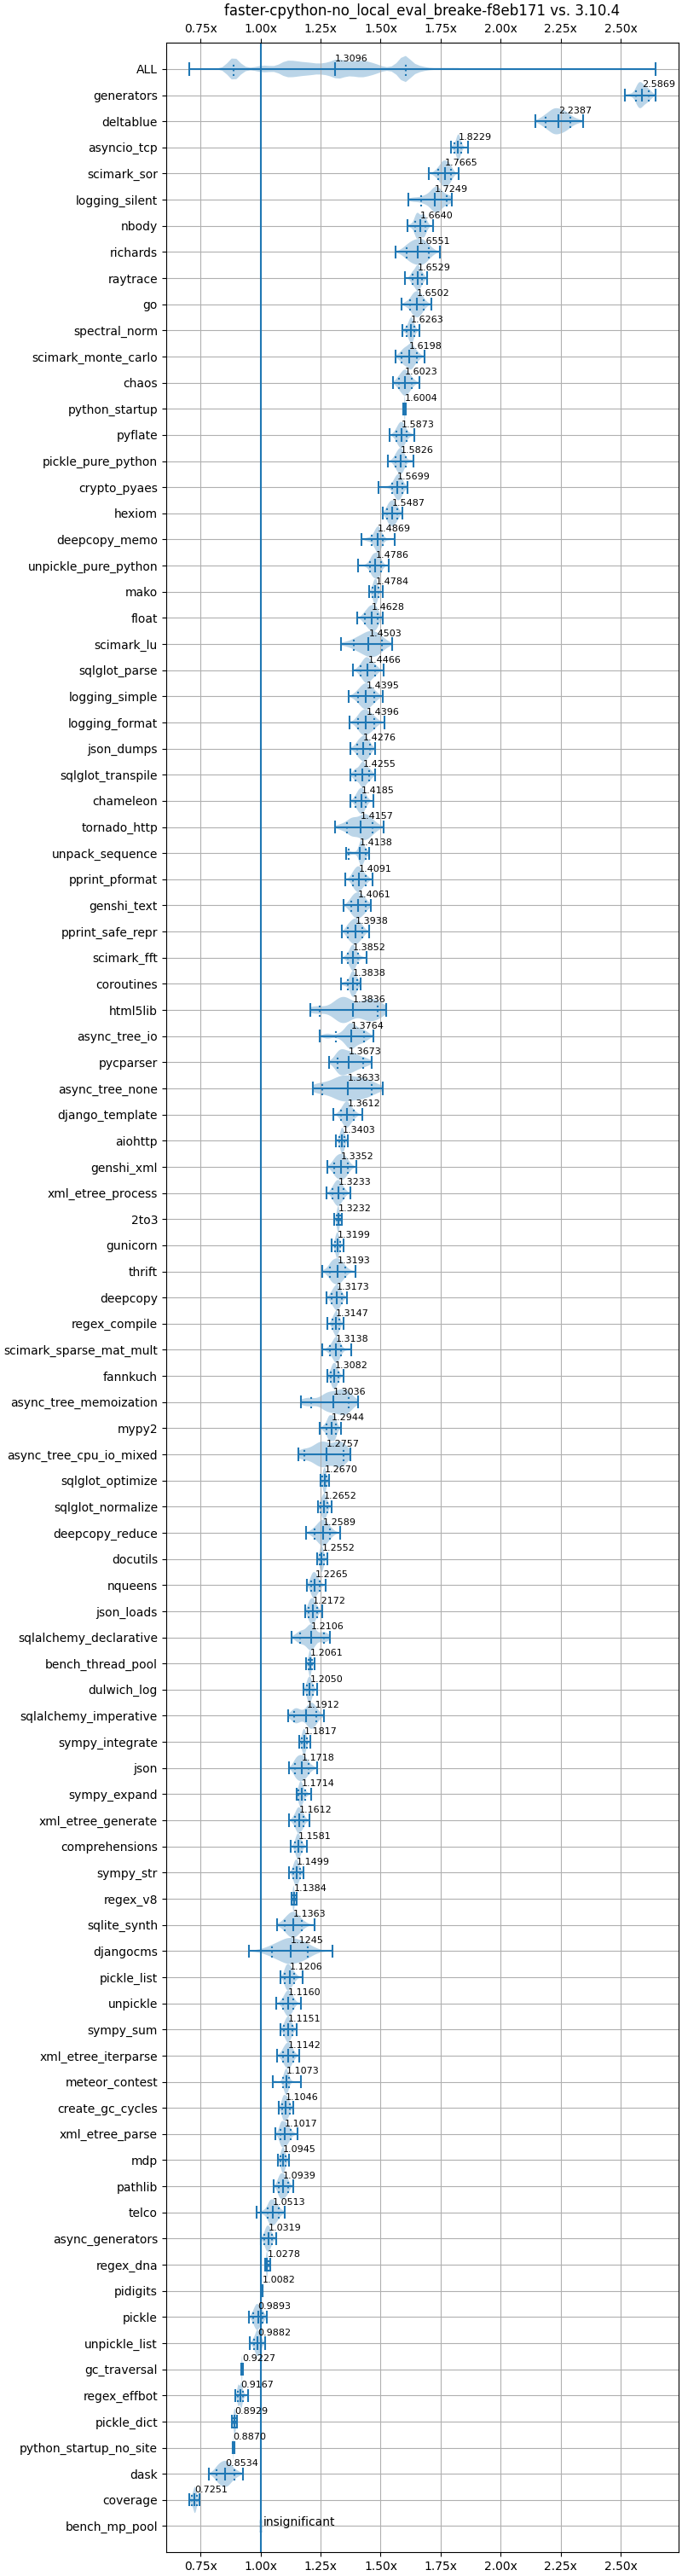 faster-cpython-no_local_eval_breake-f8eb171 vs. 3.10.4
0.75x 1.00x 1.25x 1.50x 1.75x 2.00x 2.25x 2.50x
ALL 1.3096
generators 2.5869
deltablue 2.2387
asyncio_tcp 1.8229
scimark_sor 1.7665
logging_silent 1.7249
nbody 1.6640
richards 1.6551
raytrace 1.6529
go 1.6502
spectral_norm 1.6263
scimark_monte_carlo 1.6198
chaos 1.6023
python_startup 1.6004
pyflate 1.5873
pickle_pure_python 1.5826
crypto_pyaes 1.5699
hexiom 1.5487
deepcopy_memo 1.4869
unpickle_pure_python 1.4786
mako 1.4784
float 1.4628
scimark_lu 1.4503
sqlglot_parse 1.4466
logging_simple 1.4395
logging_format 1.4396
json_dumps 1.4276
sqlglot_transpile 1.4255
chameleon 1.4185
tornado_http 1.4157
unpack_sequence 1.4138
pprint_pformat 1.4091
genshi_text 1.4061
pprint_safe_repr 1.3938
scimark_fft 1.3852
coroutines 1.3838
html5lib 1.3836
async_tree_io 1.3764
pycparser 1.3673
async_tree_none 1.3633
django_template 1.3612
aiohttp 1.3403
genshi_xml 1.3352
xml_etree_process 1.3233
2to3 1.3232
gunicorn 1.3199
thrift 1.3193
deepcopy 1.3173
regex_compile 1.3147
scimark_sparse_mat_mult 1.3138
fannkuch 1.3082
async_tree_memoization 1.3036
mypy2 1.2944
async_tree_cpu_io_mixed 1.2757
sqlglot_optimize 1.2670
sqlglot_normalize 1.2652
deepcopy_reduce 1.2589
docutils 1.2552
nqueens 1.2265
json_loads 1.2172
sqlalchemy_declarative 1.2106
bench_thread_pool 1.2061
dulwich_log 1.2050
sqlalchemy_imperative 1.1912
sympy_integrate 1.1817
json 1.1718
sympy_expand 1.1714
xml_etree_generate 1.1612
comprehensions 1.1581
sympy_str 1.1499
regex_v8 1.1384
sqlite_synth 1.1363
djangocms 1.1245
pickle_list 1.1206
unpickle 1.1160
sympy_sum 1.1151
xml_etree_iterparse 1.1142
meteor_contest 1.1073
create_gc_cycles 1.1046
xml_etree_parse 1.1017
mdp 1.0945
pathlib 1.0939
telco 1.0513
async_generators 1.0319
regex_dna 1.0278
pidigits 1.0082
pickle 0.9893
unpickle_list 0.9882
gc_traversal 0.9227
regex_effbot 0.9167
pickle_dict 0.8929
python_startup_no_site 0.8870
dask 0.8534
coverage 0.7251
bench_mp_pool insignificant
0.75x 1.00x 1.25x 1.50x 1.75x 2.00x 2.25x 2.50x